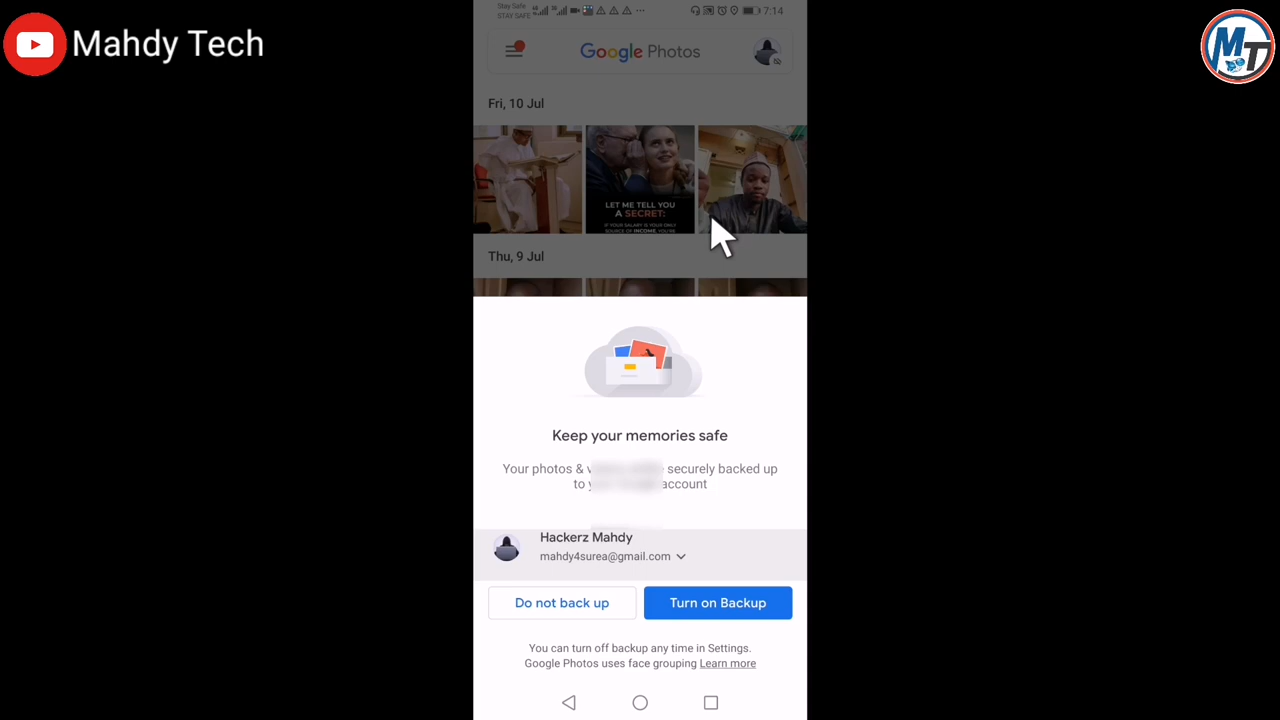 Mahdy Tech
MT
Stay Safe
STAY SAFE
7:14
Google Photos
Fri, 10 Jul
LET ME TELL YOU
A SECRET:
IF YOUR SALARY IS YOUR ONLY
SOURCE OF INCOME, YOU'RE
Thu, 9 Jul
Keep your memories safe
Your photos & securely backed up
to account
Hackerz Mahdy
mahdy4surea@gmail.com
Do not back up
Turn on Backup
You can turn off backup any time in Settings.
Google Photos uses face grouping Learn more